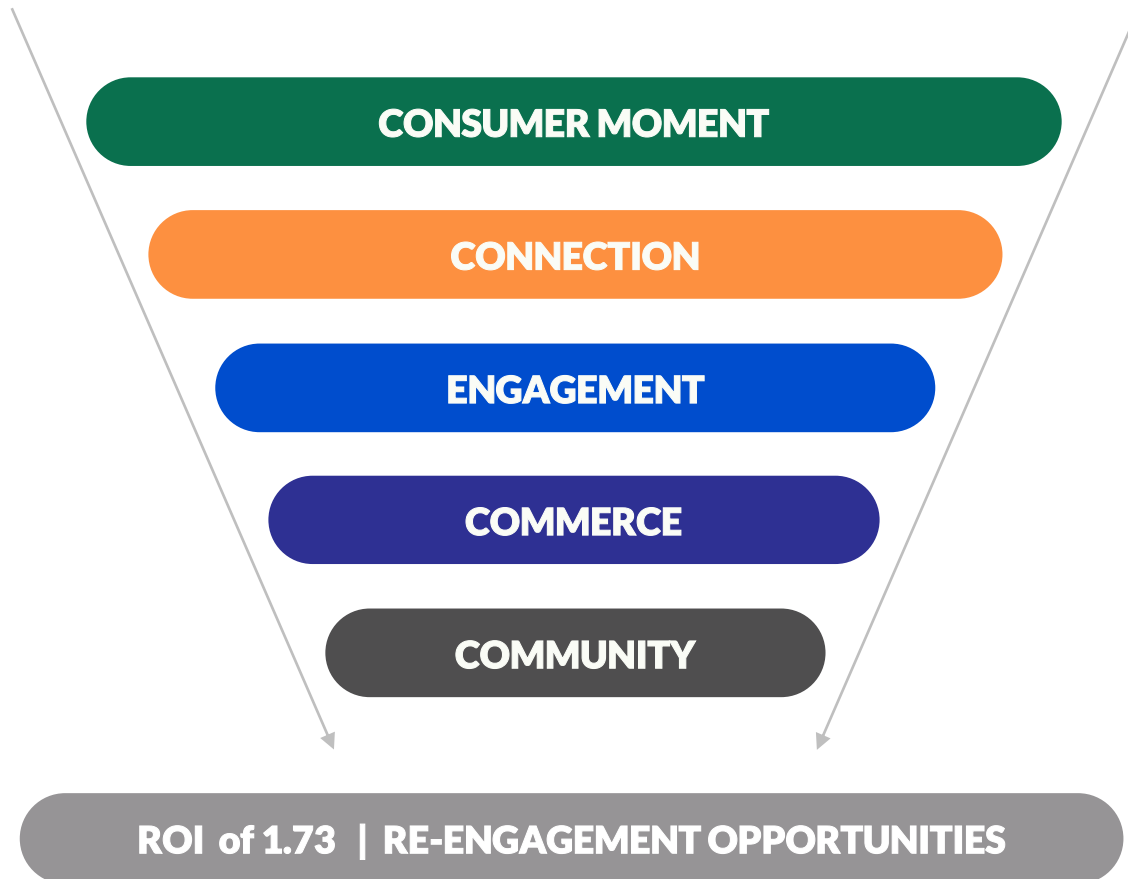 CONSUMER MOMENT
CONNECTION
ENGAGEMENT
COMMERCE
COMMUNITY
ROI of 1.73 | RE-ENGAGEMENT OPPORTUNITIES